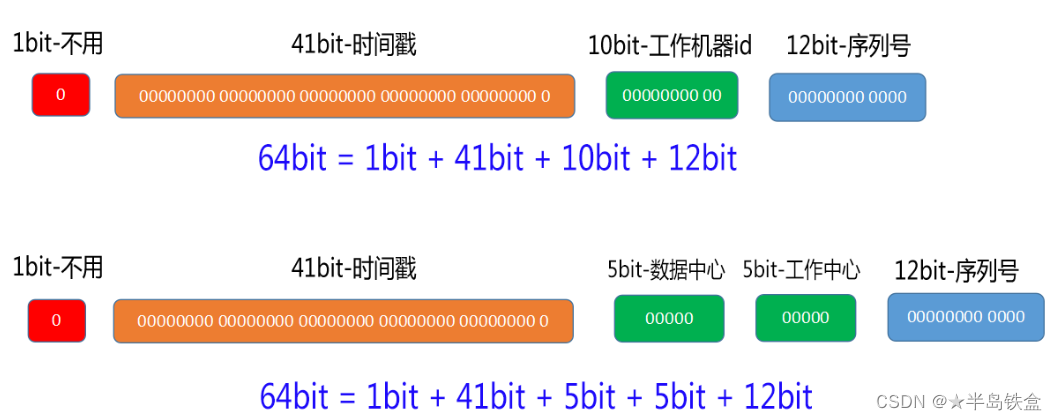 1bit-不用 41bit-时间戳 10bit-工作机器id 12bit-序列号
0 00000000 00000000 00000000 00000000 00000000 0 00000000 00 00000000 0000
64bit = 1bit + 41bit + 10bit + 12bit
1bit-不用 41bit-时间戳 5bit-数据中心 5bit-工作中心 12bit-序列号
0 00000000 00000000 00000000 00000000 00000000 0 00000 00000 00000000 0000
64bit = 1bit + 41bit + 5bit + 5bit + 12bit
CSDN @★半岛铁盒